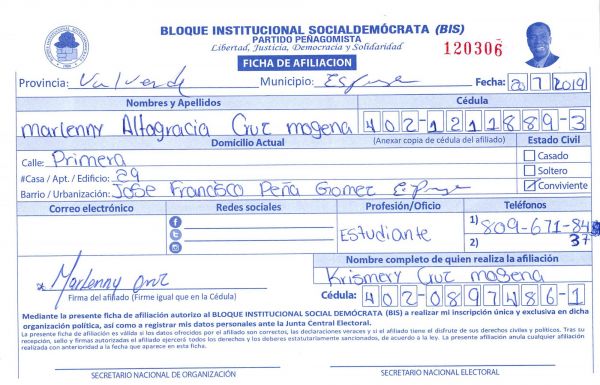 BLOQUE INSTITUCIONAL SOCIALDEMÓCRATA (BIS)
PARTIDO PEÑAGOMISTA
Libertad, Justicia, Democracia y Solidaridad
120306
FICHA DE AFILIACION
Provincia: Valverde Municipio: Fecha: 20 7 2019
Nombres y Apellidos Cédula
marlenny Altagracia Cruz mogena 402-1211889-3
Domicilio Actual (Anexar copia de cédula del afiliado) Estado Civil
Calle: Primera Casado
#Casa / Apt. / Edificio: 29 Soltero
Barrio / Urbanización: Jose Francisco Peña Gomez Conviviente
Correo electrónico Redes sociales Profesión/Oficio Teléfonos
Estudiante 1) 809-671-84
2) 37
Nombre completo de quien realiza la afiliación
Krismery Cruz mogena
Marlenny Cruz
Firma del afiliado (Firme igual que en la Cédula) Cédula: 402-0897486-1
Mediante la presente ficha de afiliación autorizo al BLOQUE INSTITUCIONAL SOCIAL DEMÓCRATA (BIS) a realizar mi inscripción única y exclusiva en dicha
organización política, así como a registrar mis datos personales ante la Junta Central Electoral.
La presente ficha de afiliación es válida si los datos ofrecidos por el afiliado son correctos, las declaraciones veraces y si el afiliado tiene el disfrute de sus derechos civiles y políticos. Tras su
recepción, sello y firmas autorizadas el afiliado ejercerá todos los derechos y los deberes estatutariamente sancionados, de acuerdo a la ley. La presente afiliación anula cualquier afiliación
realizada con anterioridad a la fecha que aparece en esta ficha.
SECRETARIO NACIONAL DE ORGANIZACIÓN SECRETARIO NACIONAL ELECTORAL